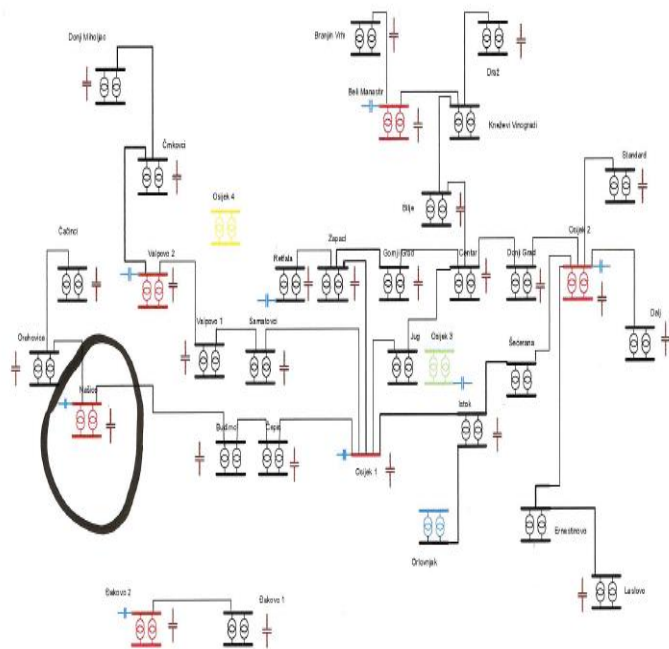 Branjin Vrh
Donji Miholjac
Draž
Beli Manastir
Kneževi Vinogradi
Črnkovci
Standard
Osijek 4
Bilje
Čačinci
Osijek 2
Valpovo 2
Retfala
Zapad
Gornji Grad
Centar
Donji Grad
Dalj
Valpovo 1
Samatovci
Orahovica
Jug
Osijek 3
Šećerana
Našice
Istok
Budimci
Čepin
Osijek 1
Ernestinovo
Orlovnjak
Đakovo 2
Đakovo 1
Laslovo